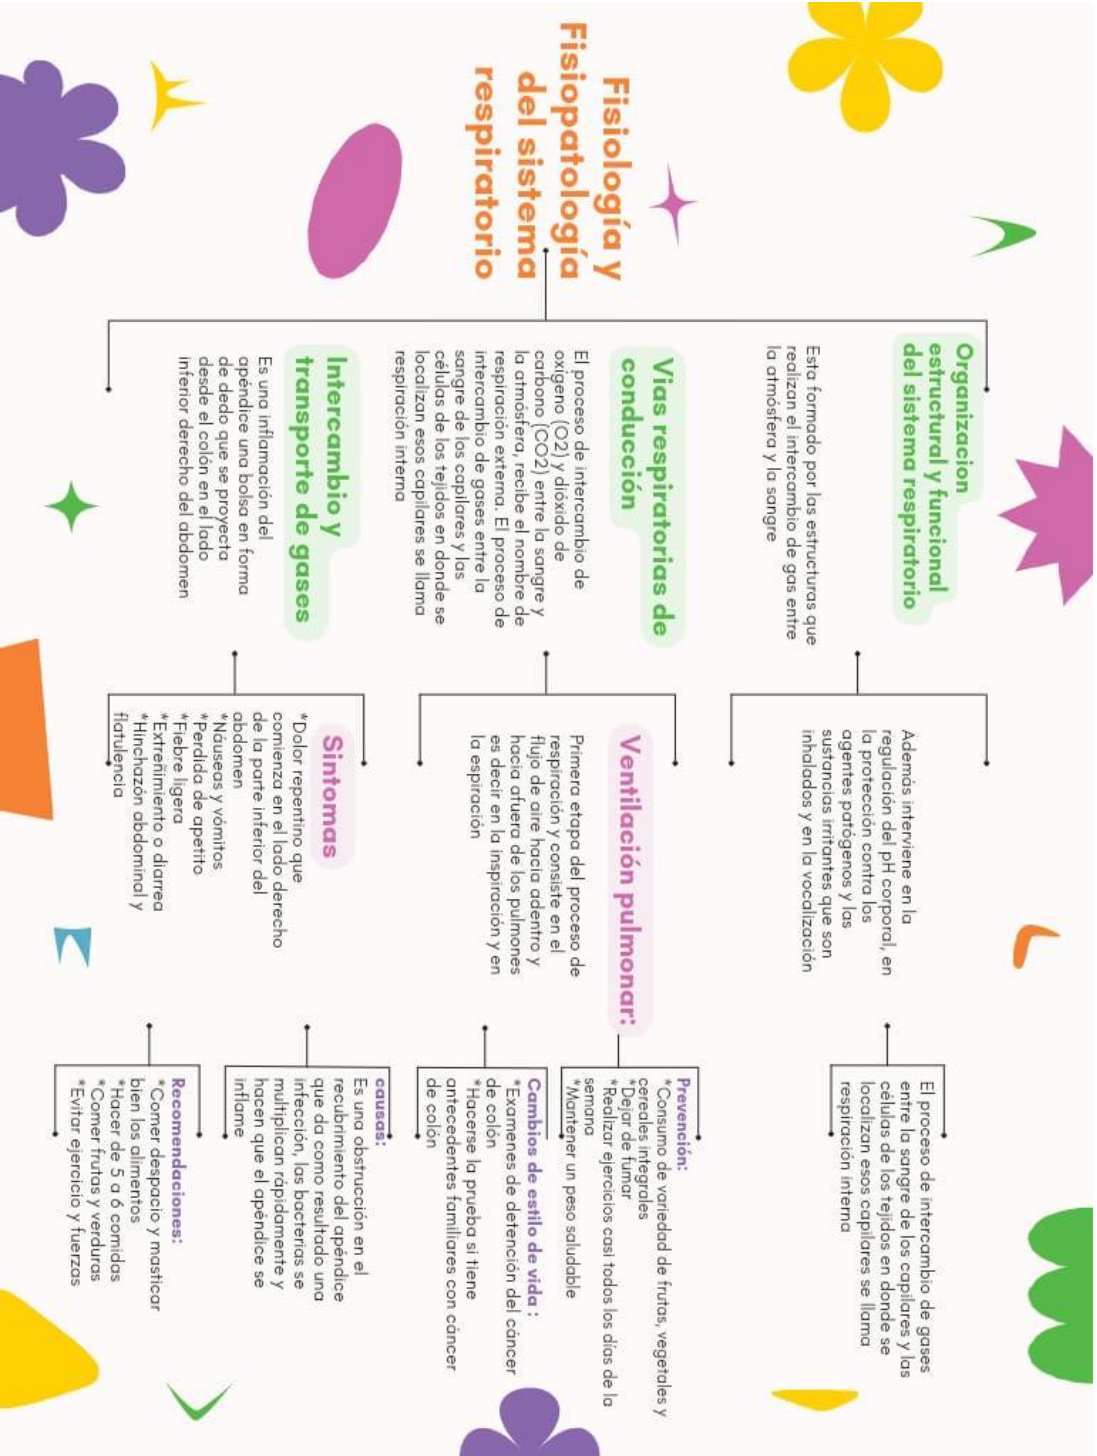 Fisiología y
Fisiopatología
del sistema
respiratorio
Organizacion
estructural y funcional
del sistema respiratorio
Esta formado por las estructuras que
realizan el intercambio de gas entre
la atmósfera y la sangre
Además interviene en la
regulación del pH corporal, en
la protección contra los
agentes patógenos y las
sustancias irritantes que son
inhalados y en la vocalización
El proceso de intercambio de gases
entre la sangre de los capilares y las
células de los tejidos en donde se
localizan esos capilares se llama
respiración interna
Vias respiratorias de
conducción
El proceso de intercambio de
oxigeno (O2) y dióxido de
carbono (CO2) entre la sangre y
la atmósfera, recibe el nombre de
respiración externa. El proceso de
intercambio de gases entre la
sangre de los capilares y las
células de los tejidos en donde se
localizan esos capilares se llama
respiración interna
Ventilación pulmonar:
Primera etapa del proceso de
respiración y consiste en el
flujo de aire hacia adentro y
hacia afuera de los pulmones
es decir en la inspiración y en
la espiración
Prevención:
*Consumo de variedad de frutas, vegetales y
cereales integrales
*Dejar de fumar
*Realizar ejercicios casi todos los días de la
semana
*Mantener un peso saludable
Cambios de estilo de vida :
*Examenes de detención del cáncer
de colón
*Hacerse la prueba si tiene
antecedentes familiares con cáncer
de colón
Intercambio y
transporte de gases
Es una inflamación del
apéndice una bolsa en forma
de dedo que se proyecta
desde el colón en el lado
inferior derecho del abdomen
Sintomas
*Dolor repentino que
comienza en el lado derecho
de la parte inferior del
abdomen
*Náuseas y vómitos
*Perdida de apetito
*Fiebre ligera
*Extreñimiento o diarrea
*Hinchazón abdominal y
flatulencia
causas:
Es una obstrucción en el
recubrimiento del apéndice
que da como resultado una
infección, las bacterias se
multiplican rápidamente y
hacen que el apéndice se
inflame
Recomendaciones:
*Comer despacio y masticar
bien los alimentos
*Hacer de 5 a 6 comidas
*Comer frutas y verduras
*Evitar ejercicio y fuerzas